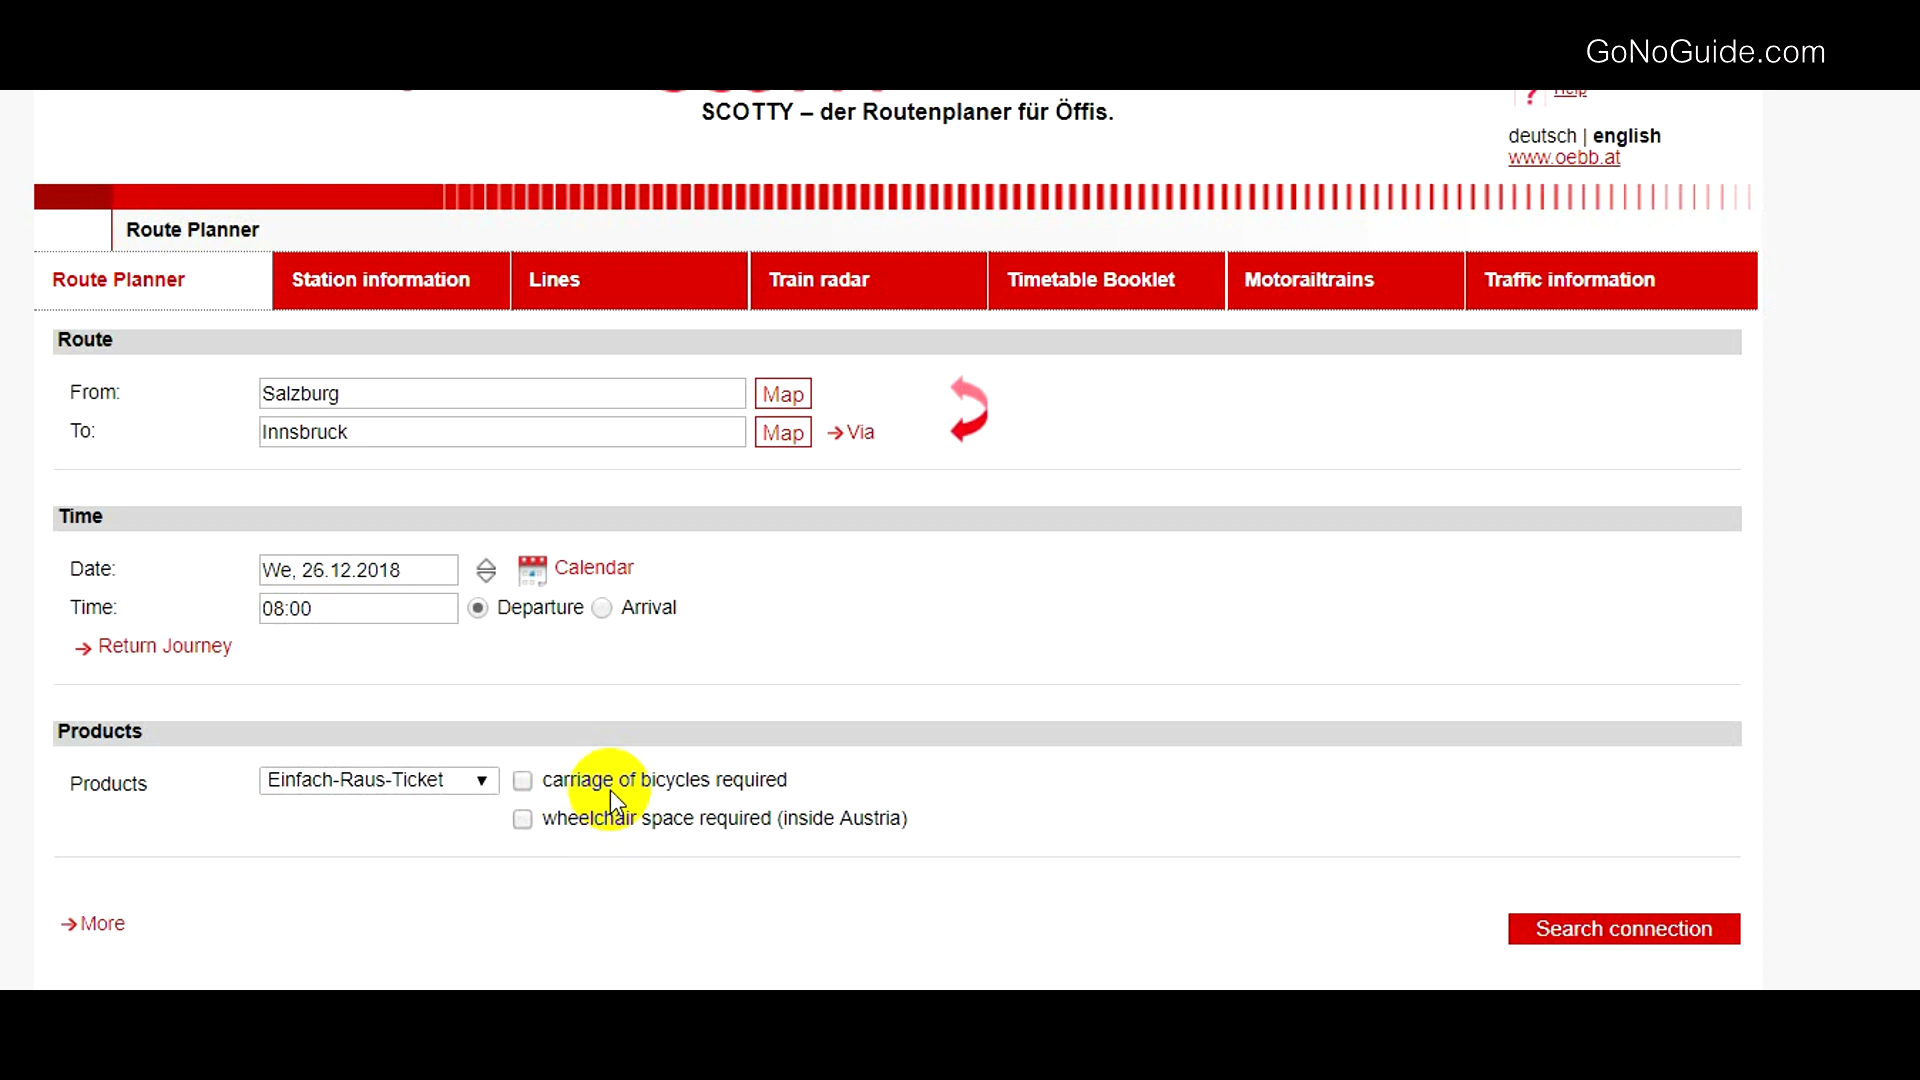 GoNoGuide.com
SCOTTY – der Routenplaner für Öffis.
Help
deutsch | english
www.oebb.at
Route Planner
Route Planner
Station information
Lines
Train radar
Timetable Booklet
Motorailtrains
Traffic information
Route
From:
Salzburg
Map
To:
Innsbruck
Map
Via
Time
Date:
We, 26.12.2018
Calendar
Time:
08:00
Departure
Arrival
Return Journey
Products
Products
Einfach-Raus-Ticket
carriage of bicycles required
wheelchair space required (inside Austria)
More
Search connection